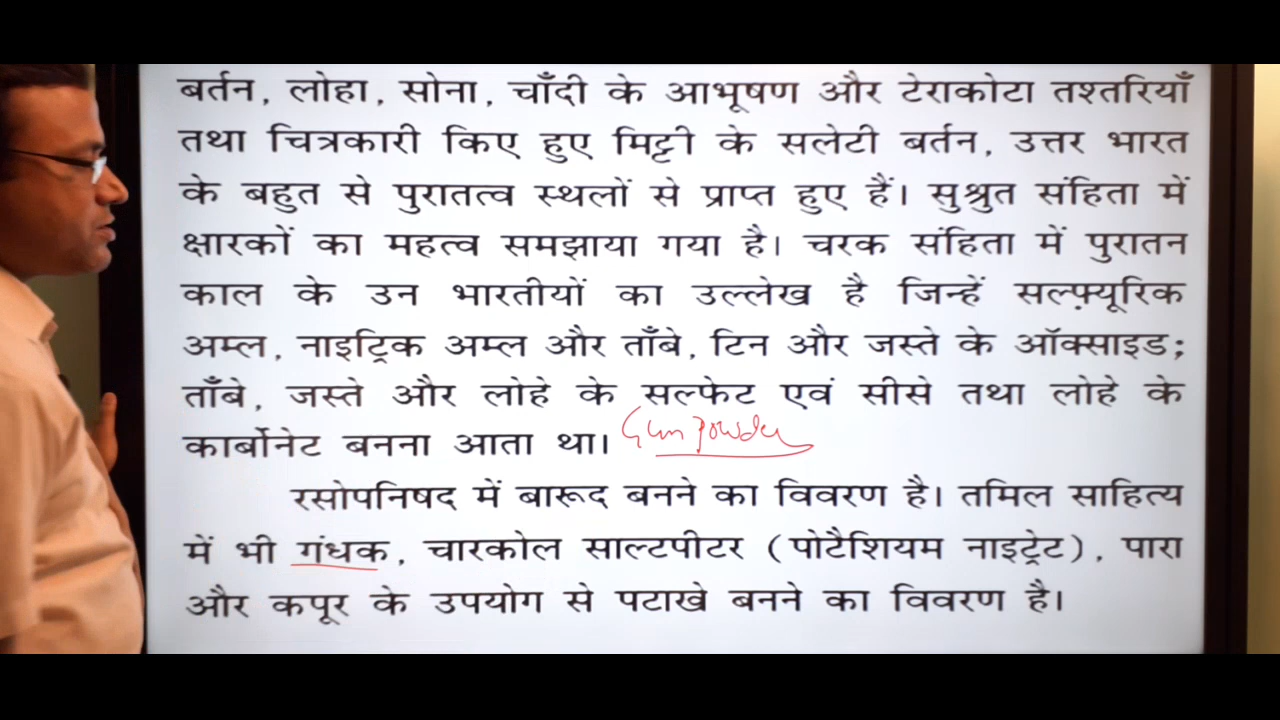 बर्तन, लोहा, सोना, चाँदी के आभूषण और टेराकोटा तश्तरियाँ
तथा चित्रकारी किए हुए मिट्टी के सलेटी बर्तन, उत्तर भारत
के बहुत से पुरातत्व स्थलों से प्राप्त हुए हैं। सुश्रुत संहिता में
क्षारकों का महत्व समझाया गया है। चरक संहिता में पुरातन
काल के उन भारतीयों का उल्लेख है जिन्हें सल्फ़्यूरिक
अम्ल, नाइट्रिक अम्ल और ताँबे, टिन और जस्ते के ऑक्साइड;
ताँबे, जस्ते और लोहे के सल्फेट एवं सीसे तथा लोहे के
कार्बोनेट बनना आता था। Gun Powder
रसोपनिषद में बारूद बनने का विवरण है। तमिल साहित्य
में भी गंधक, चारकोल साल्टपीटर (पोटैशियम नाइट्रेट), पारा
और कपूर के उपयोग से पटाखे बनने का विवरण है।